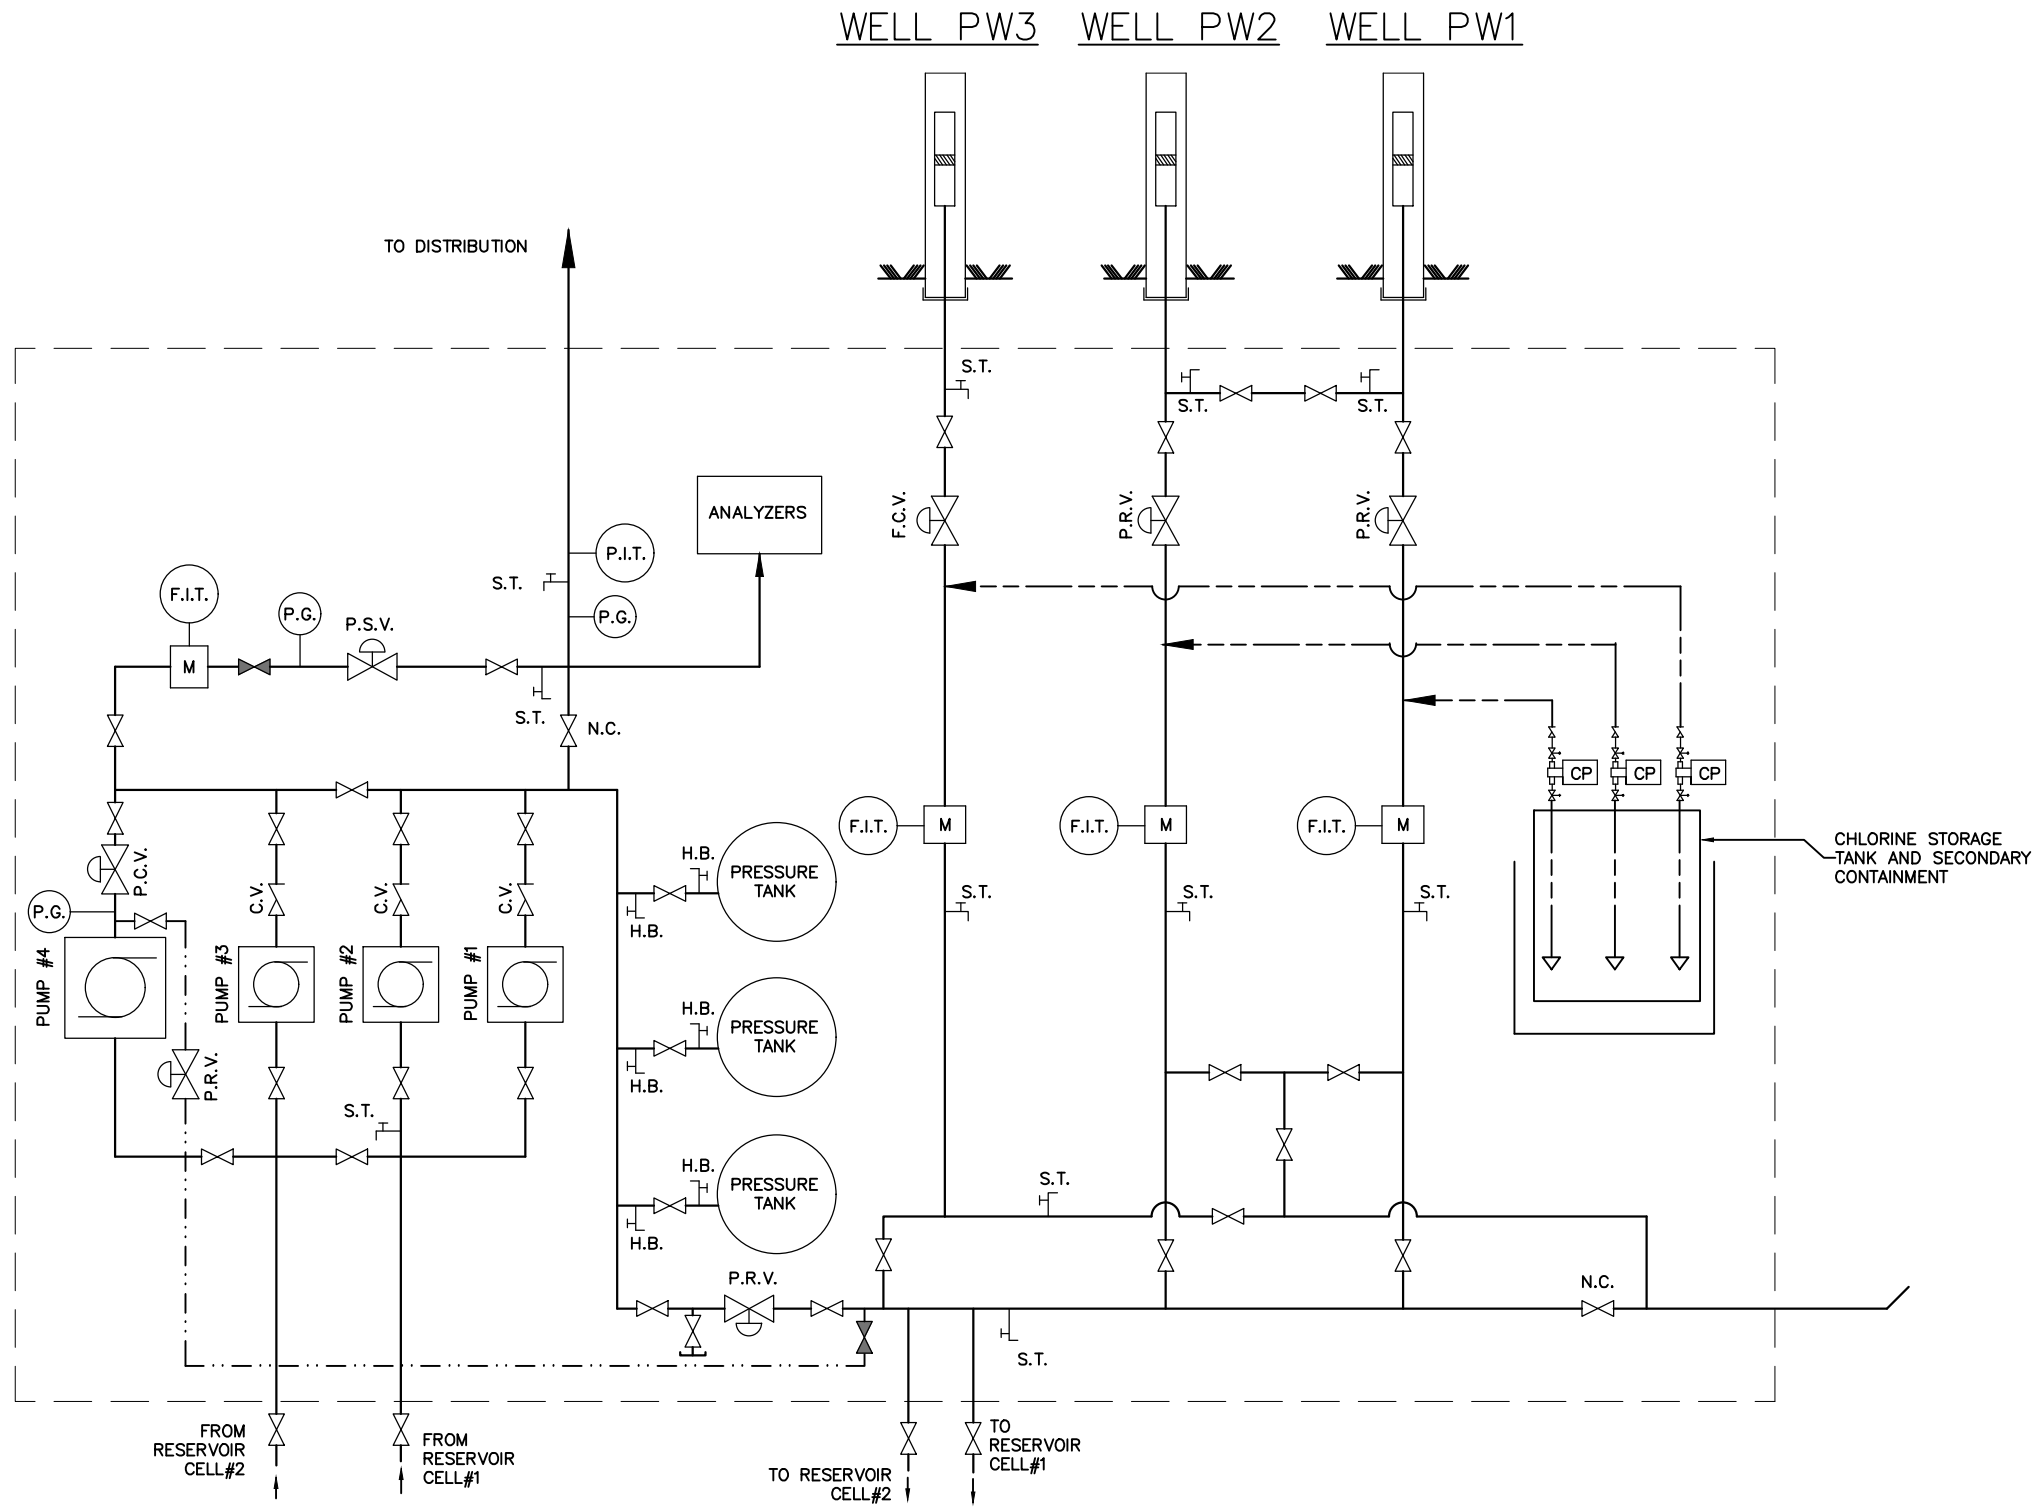 WELL PW3
WELL PW2
WELL PW1
TO DISTRIBUTION
S.T.
S.T.
S.T.
F.C.V.
P.R.V.
P.R.V.
ANALYZERS
P.I.T.
S.T.
F.I.T.
P.G.
P.G.
P.S.V.
M
S.T.
N.C.
CP
CP
CP
F.I.T.
M
F.I.T.
M
F.I.T.
M
CHLORINE STORAGE
TANK AND SECONDARY
CONTAINMENT
P.C.V.
C.V.
C.V.
C.V.
P.G.
H.B.
PRESSURE
TANK
H.B.
S.T.
S.T.
S.T.
PUMP #4
PUMP #3
PUMP #2
PUMP #1
H.B.
PRESSURE
TANK
H.B.
P.R.V.
S.T.
H.B.
PRESSURE
TANK
H.B.
S.T.
P.R.V.
N.C.
S.T.
FROM
RESERVOIR
CELL#2
FROM
RESERVOIR
CELL#1
TO RESERVOIR
CELL#2
TO
RESERVOIR
CELL#1